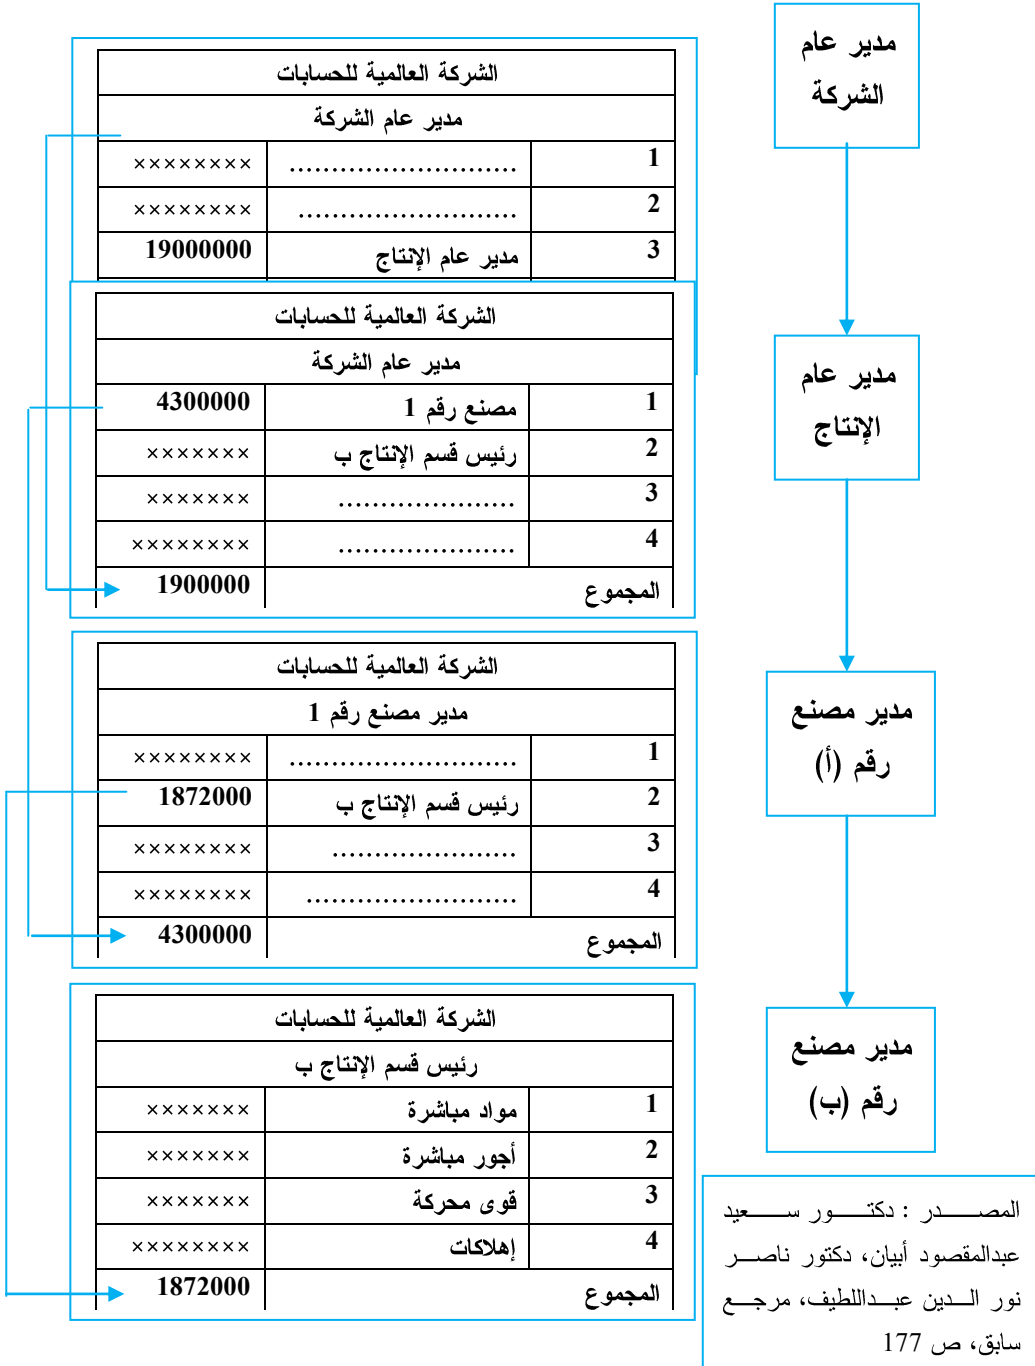 مدير عام
الشركة
الشركة العالمية للحسابات
مدير عام الشركة
1 ........................... ××××××××
2 .......................... ××××××××
3 مدير عام الإنتاج 19000000
مدير عام
الإنتاج
الشركة العالمية للحسابات
مدير عام الشركة
1 مصنع رقم 1 4300000
2 رئيس قسم الإنتاج ب ×××××××
3 ..................... ×××××××
4 ..................... ××××××××
المجموع 1900000
مدير مصنع
رقم (أ)
الشركة العالمية للحسابات
مدير مصنع رقم 1
1 ........................... ××××××××
2 رئيس قسم الإنتاج ب 1872000
3 ...................... ××××××××
4 ......................... ××××××××
المجموع 4300000
مدير مصنع
رقم (ب)
الشركة العالمية للحسابات
رئيس قسم الإنتاج ب
1 مواد مباشرة ×××××××
2 أجور مباشرة ×××××××
3 قوى محركة ×××××××
4 إهلاكات ××××××××
المجموع 1872000
المصدر : دكتور سعيد
عبدالمقصود أبيان، دكتور ناصر
نور الدين عبداللطيف، مرجع
سابق، ص 177